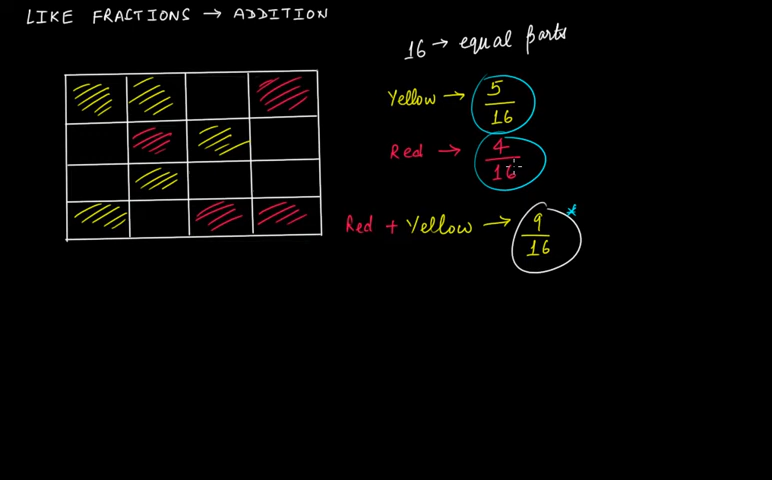 LIKE FRACTIONS → ADDITION
16 → equal parts
Yellow → 5/16
Red → 4/16
Red + Yellow → 9/16
*